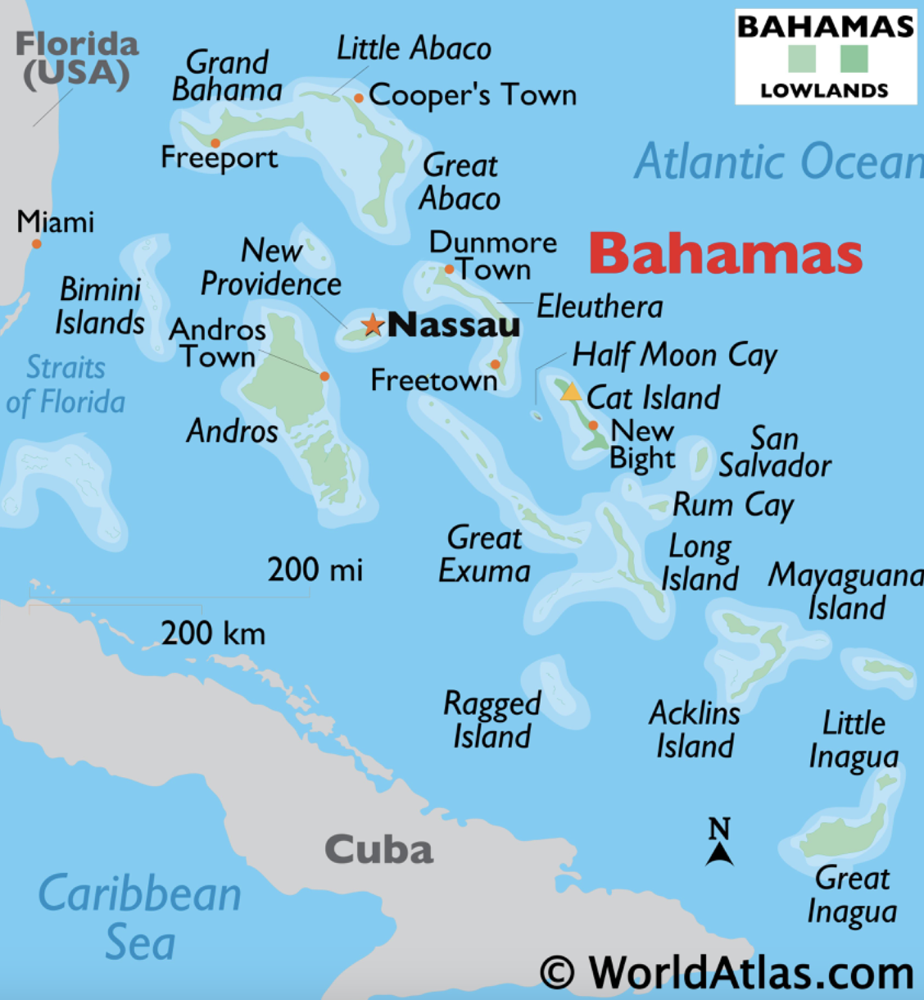 Florida
(USA)
Grand
Bahama
Little Abaco
Cooper's Town
BAHAMAS
LOWLANDS
Freeport
Great
Abaco
Atlantic Ocean
Miami
New
Providence
Dunmore
Town
Bahamas
Bimini
Islands
Eleuthera
Andros
Town
Nassau
Half Moon Cay
Straits
of Florida
Freetown
Cat Island
Andros
New
Bight
San
Salvador
Rum Cay
Great
Exuma
Long
Island
200 mi
Mayaguana
Island
200 km
Ragged
Island
Acklins
Island
Little
Inagua
N
Cuba
Caribbean
Sea
Great
Inagua
© WorldAtlas.com